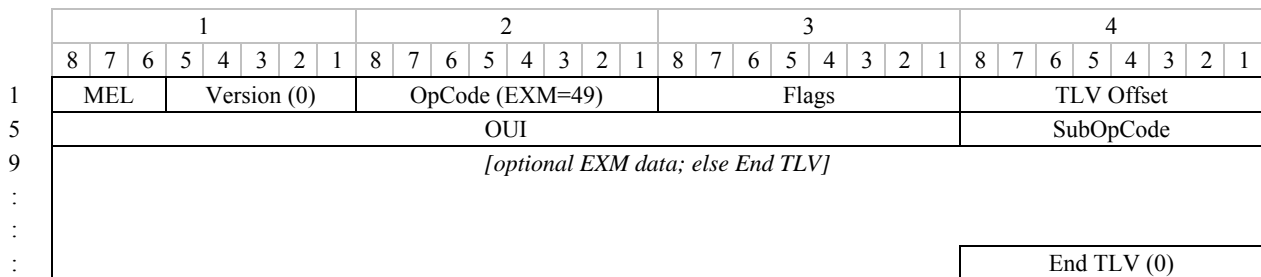 1 2 3 4
8 7 6 5 4 3 2 1 8 7 6 5 4 3 2 1 8 7 6 5 4 3 2 1 8 7 6 5 4 3 2 1
1 MEL Version (0) OpCode (EXM=49) Flags TLV Offset
5 OUI SubOpCode
9 [optional EXM data; else End TLV]
:
:
: End TLV (0)